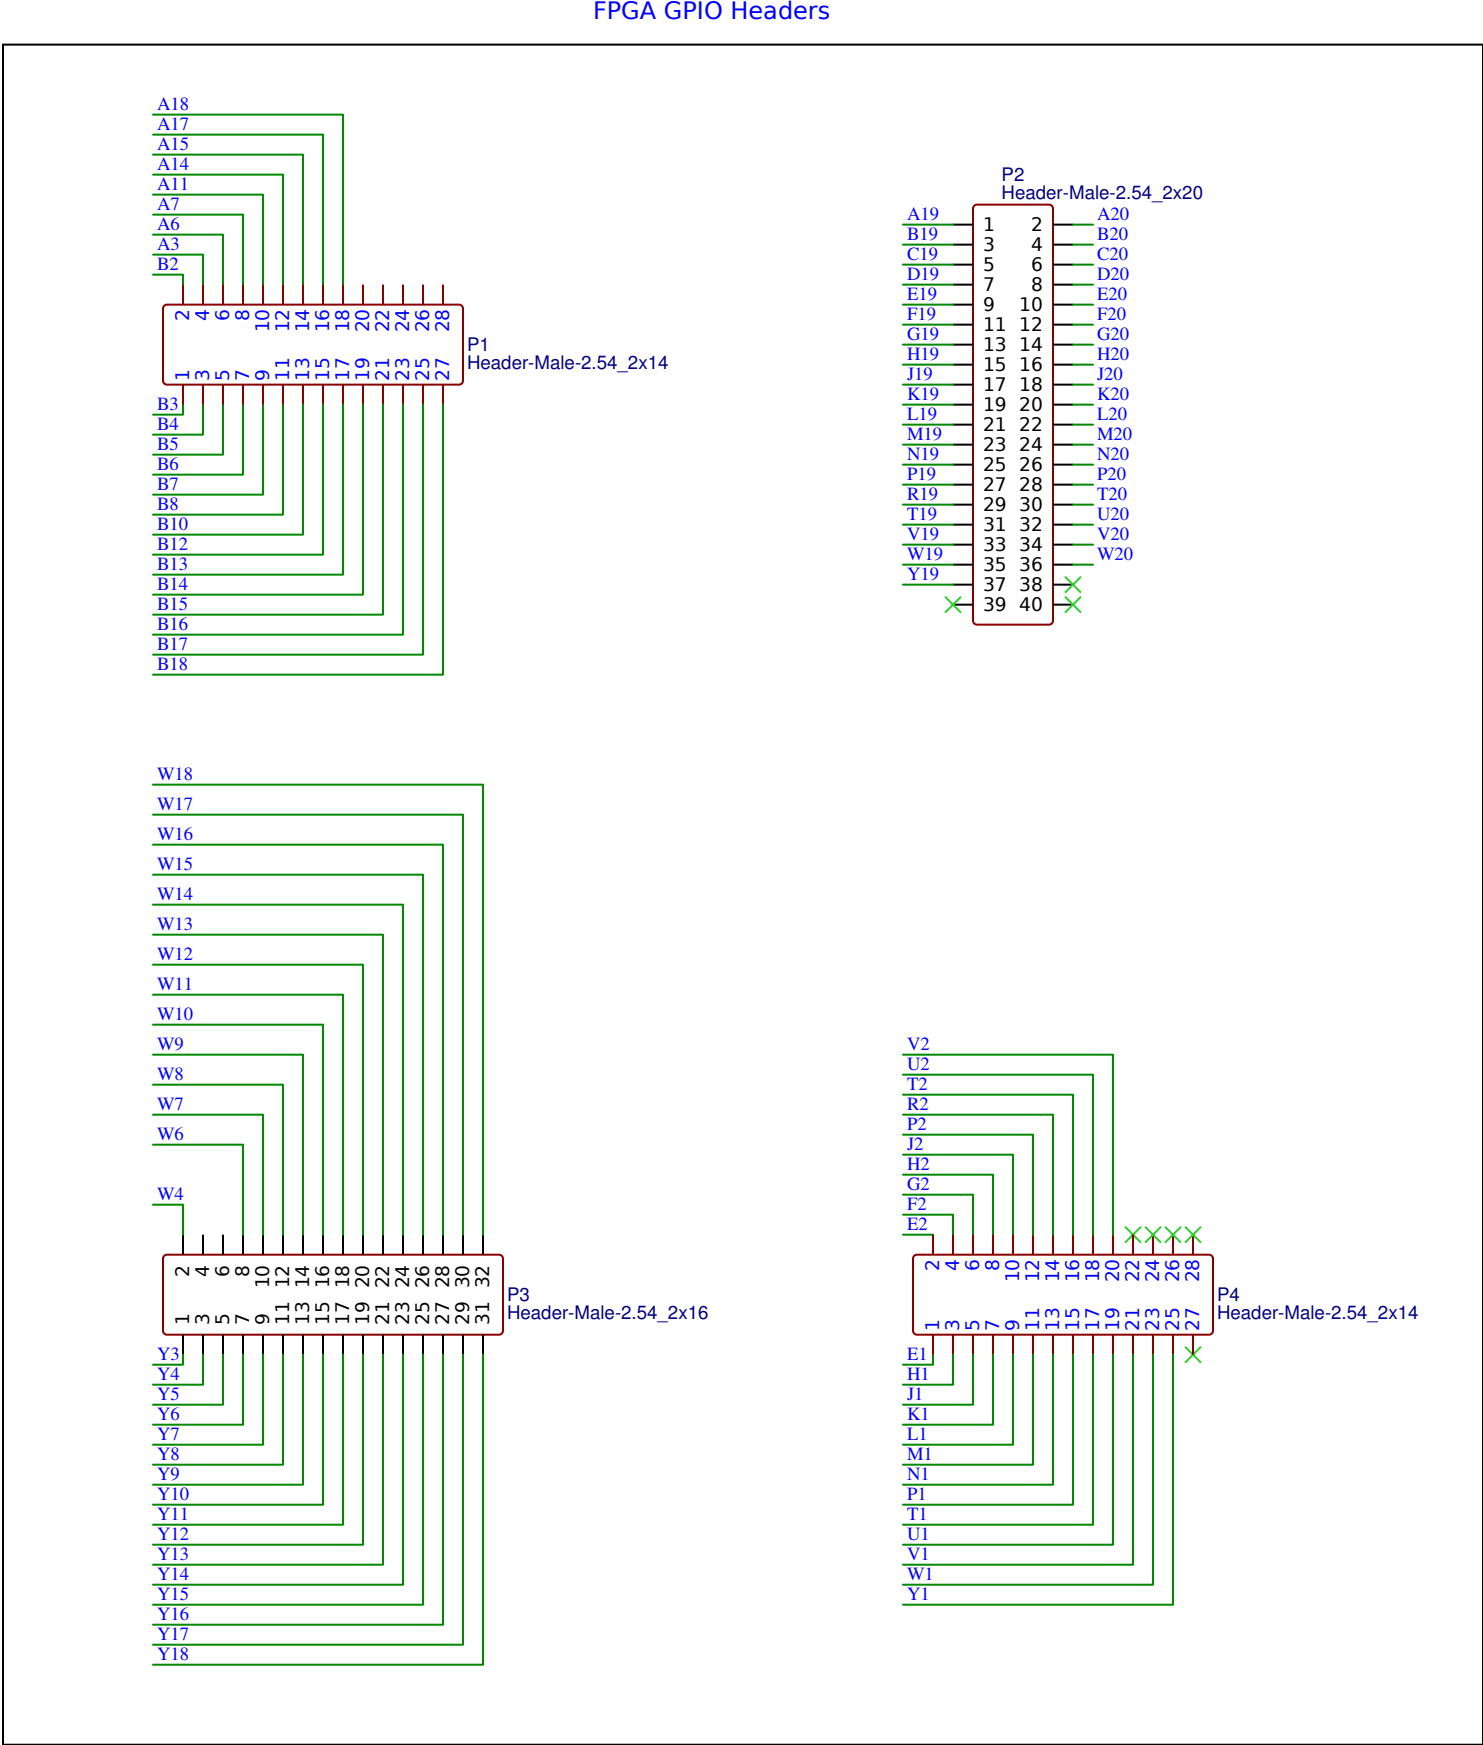 FPGA GPIO Headers
A18
A17
A15
A14
A11
A7
A6
A3
B2
2 4 6 8 10 12 14 16 18 20 22 24 26 28
1 3 5 7 9 11 13 15 17 19 21 23 25 27
P1
Header-Male-2.54_2x14
B3
B4
B5
B6
B7
B8
B10
B12
B13
B14
B15
B16
B17
B18
P2
Header-Male-2.54_2x20
A19 1 2 A20
B19 3 4 B20
C19 5 6 C20
D19 7 8 D20
E19 9 10 E20
F19 11 12 F20
G19 13 14 G20
H19 15 16 H20
J19 17 18 J20
K19 19 20 K20
L19 21 22 L20
M19 23 24 M20
N19 25 26 N20
P19 27 28 P20
R19 29 30 T20
T19 31 32 U20
V19 33 34 V20
W19 35 36 W20
Y19 37 38
39 40
W18
W17
W16
W15
W14
W13
W12
W11
W10
W9
W8
W7
W6
W4
2 4 6 8 10 12 14 16 18 20 22 24 26 28 30 32
1 3 5 7 9 11 13 15 17 19 21 23 25 27 29 31
P3
Header-Male-2.54_2x16
Y3
Y4
Y5
Y6
Y7
Y8
Y9
Y10
Y11
Y12
Y13
Y14
Y15
Y16
Y17
Y18
V2
U2
T2
R2
P2
J2
H2
G2
F2
E2
2 4 6 8 10 12 14 16 18 20 22 24 26 28
1 3 5 7 9 11 13 15 17 19 21 23 25 27
P4
Header-Male-2.54_2x14
E1
H1
J1
K1
L1
M1
N1
P1
T1
U1
V1
W1
Y1